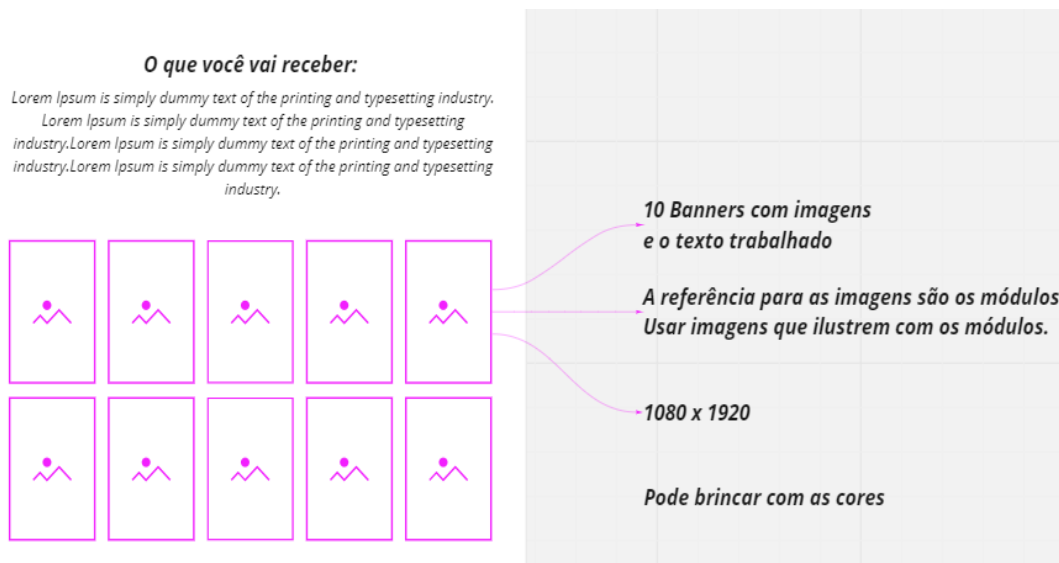 O que você vai receber:
Lorem Ipsum is simply dummy text of the printing and typesetting industry.
Lorem Ipsum is simply dummy text of the printing and typesetting
industry.Lorem Ipsum is simply dummy text of the printing and typesetting
industry.Lorem Ipsum is simply dummy text of the printing and typesetting
industry.
10 Banners com imagens
e o texto trabalhado
A referência para as imagens são os módulos
Usar imagens que ilustrem com os módulos.
1080 x 1920
Pode brincar com as cores